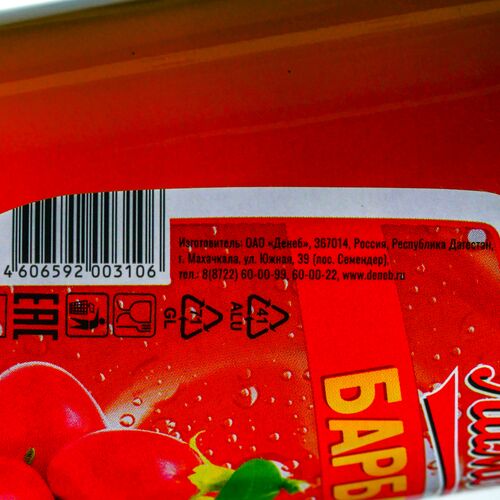 Изготовитель: ОАО «Денеб», 367014, Россия, Республика Дагестан,
г. Махачкала, ул. Южная, 39 (пос. Семендер).
тел.: 8(8722) 60-00-99, 60-00-22, www.deneb.ru
4 606592 003106
EAC
71
GL
41
ALU
БАРБ